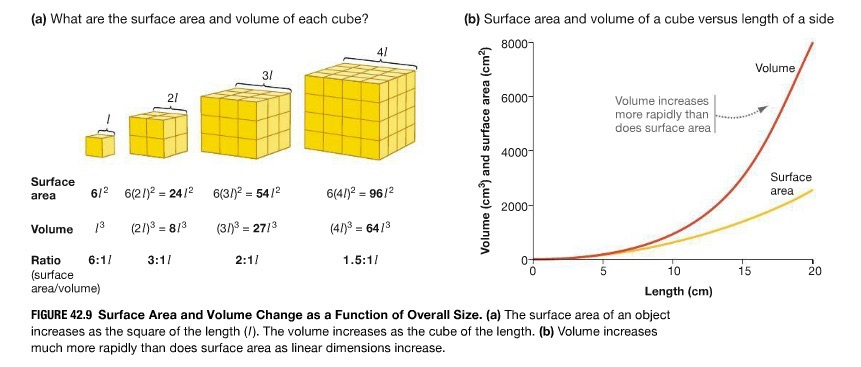 (a) What are the surface area and volume of each cube?
l
2l
3l
4l
Surface area 6l² 6(2l)² = 24l² 6(3l)² = 54l² 6(4l)² = 96l²
Volume l³ (2l)³ = 8l³ (3l)³ = 27l³ (4l)³ = 64l³
Ratio 6:1l 3:1l 2:1l 1.5:1l
(surface
area/volume)
(b) Surface area and volume of a cube versus length of a side
Volume (cm³) and surface area (cm²)
8000
6000
4000
2000
0
Volume
Volume increases
more rapidly than
does surface area
Surface
area
0 5 10 15 20
Length (cm)
FIGURE 42.9 Surface Area and Volume Change as a Function of Overall Size. (a) The surface area of an object
increases as the square of the length (l). The volume increases as the cube of the length. (b) Volume increases
much more rapidly than does surface area as linear dimensions increase.